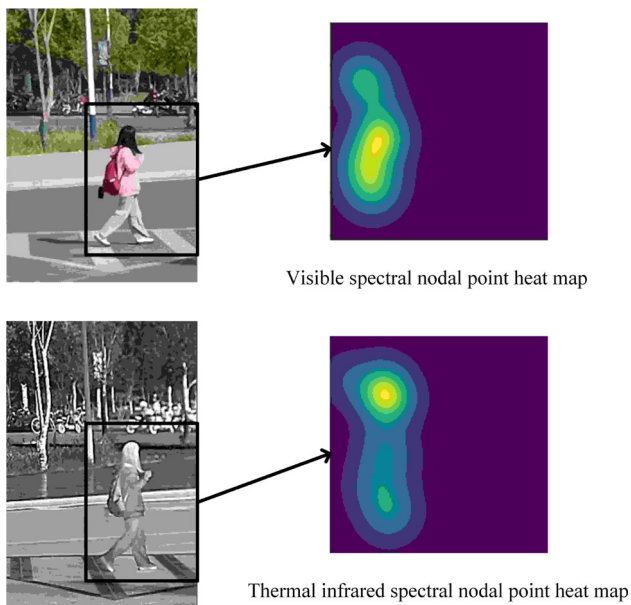 Visible spectral nodal point heat map
Thermal infrared spectral nodal point heat map